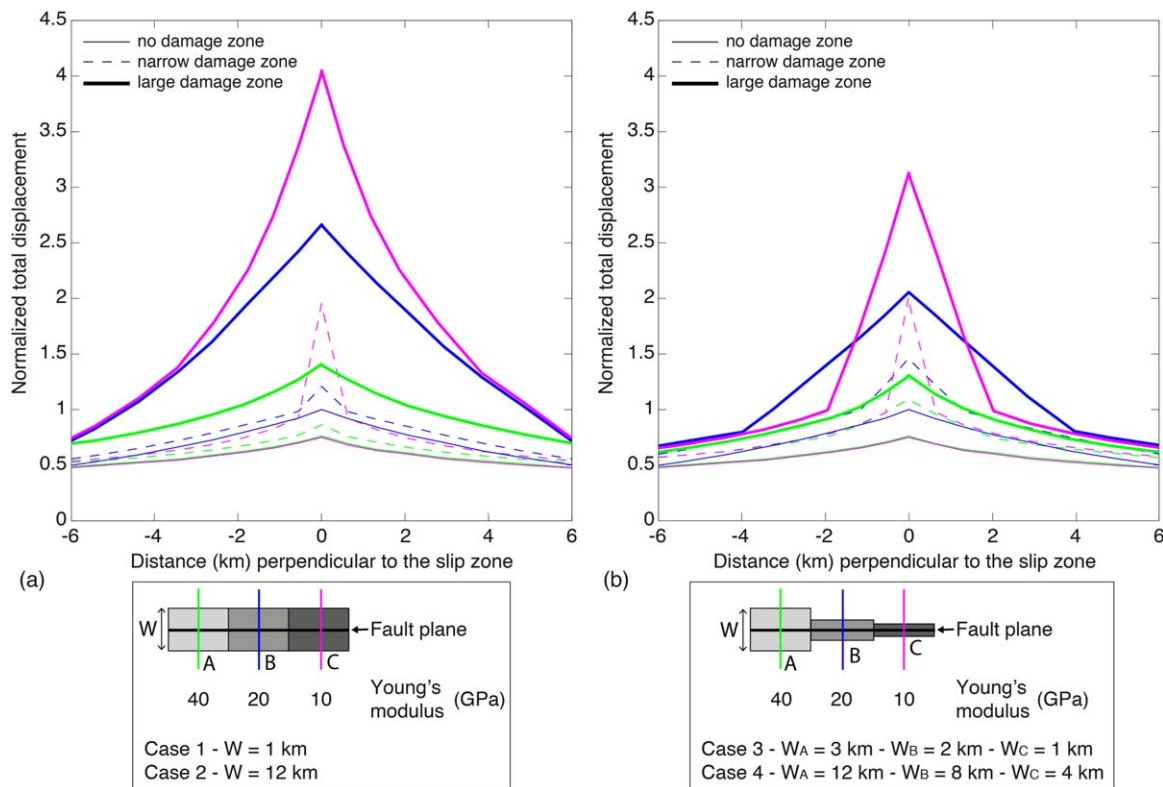 4.5
4
3.5
3
2.5
2
1.5
1
0.5
0
Normalized total displacement
no damage zone
narrow damage zone
large damage zone
-6 -4 -2 0 2 4 6
Distance (km) perpendicular to the slip zone
(a)
W
A B C
Fault plane
40 20 10 Young's modulus (GPa)
Case 1 - W = 1 km
Case 2 - W = 12 km
4.5
4
3.5
3
2.5
2
1.5
1
0.5
0
Normalized total displacement
no damage zone
narrow damage zone
large damage zone
-6 -4 -2 0 2 4 6
Distance (km) perpendicular to the slip zone
(b)
W
A B C
Fault plane
40 20 10 Young's modulus (GPa)
Case 3 - WA = 3 km - WB = 2 km - WC = 1 km
Case 4 - WA = 12 km - WB = 8 km - WC = 4 km